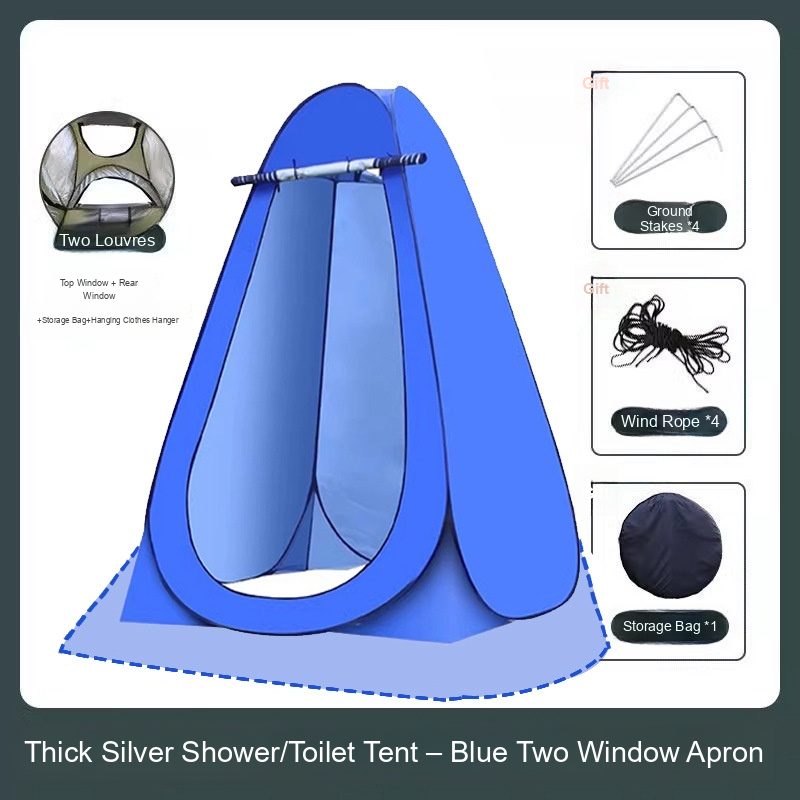 Two Louvres
Top Window + Rear
Window
+Storage Bag+Hanging Clothes Hanger
Gift
Ground
Stakes *4
Gift
Wind Rope *4
Storage Bag *1
Thick Silver Shower/Toilet Tent – Blue Two Window Apron